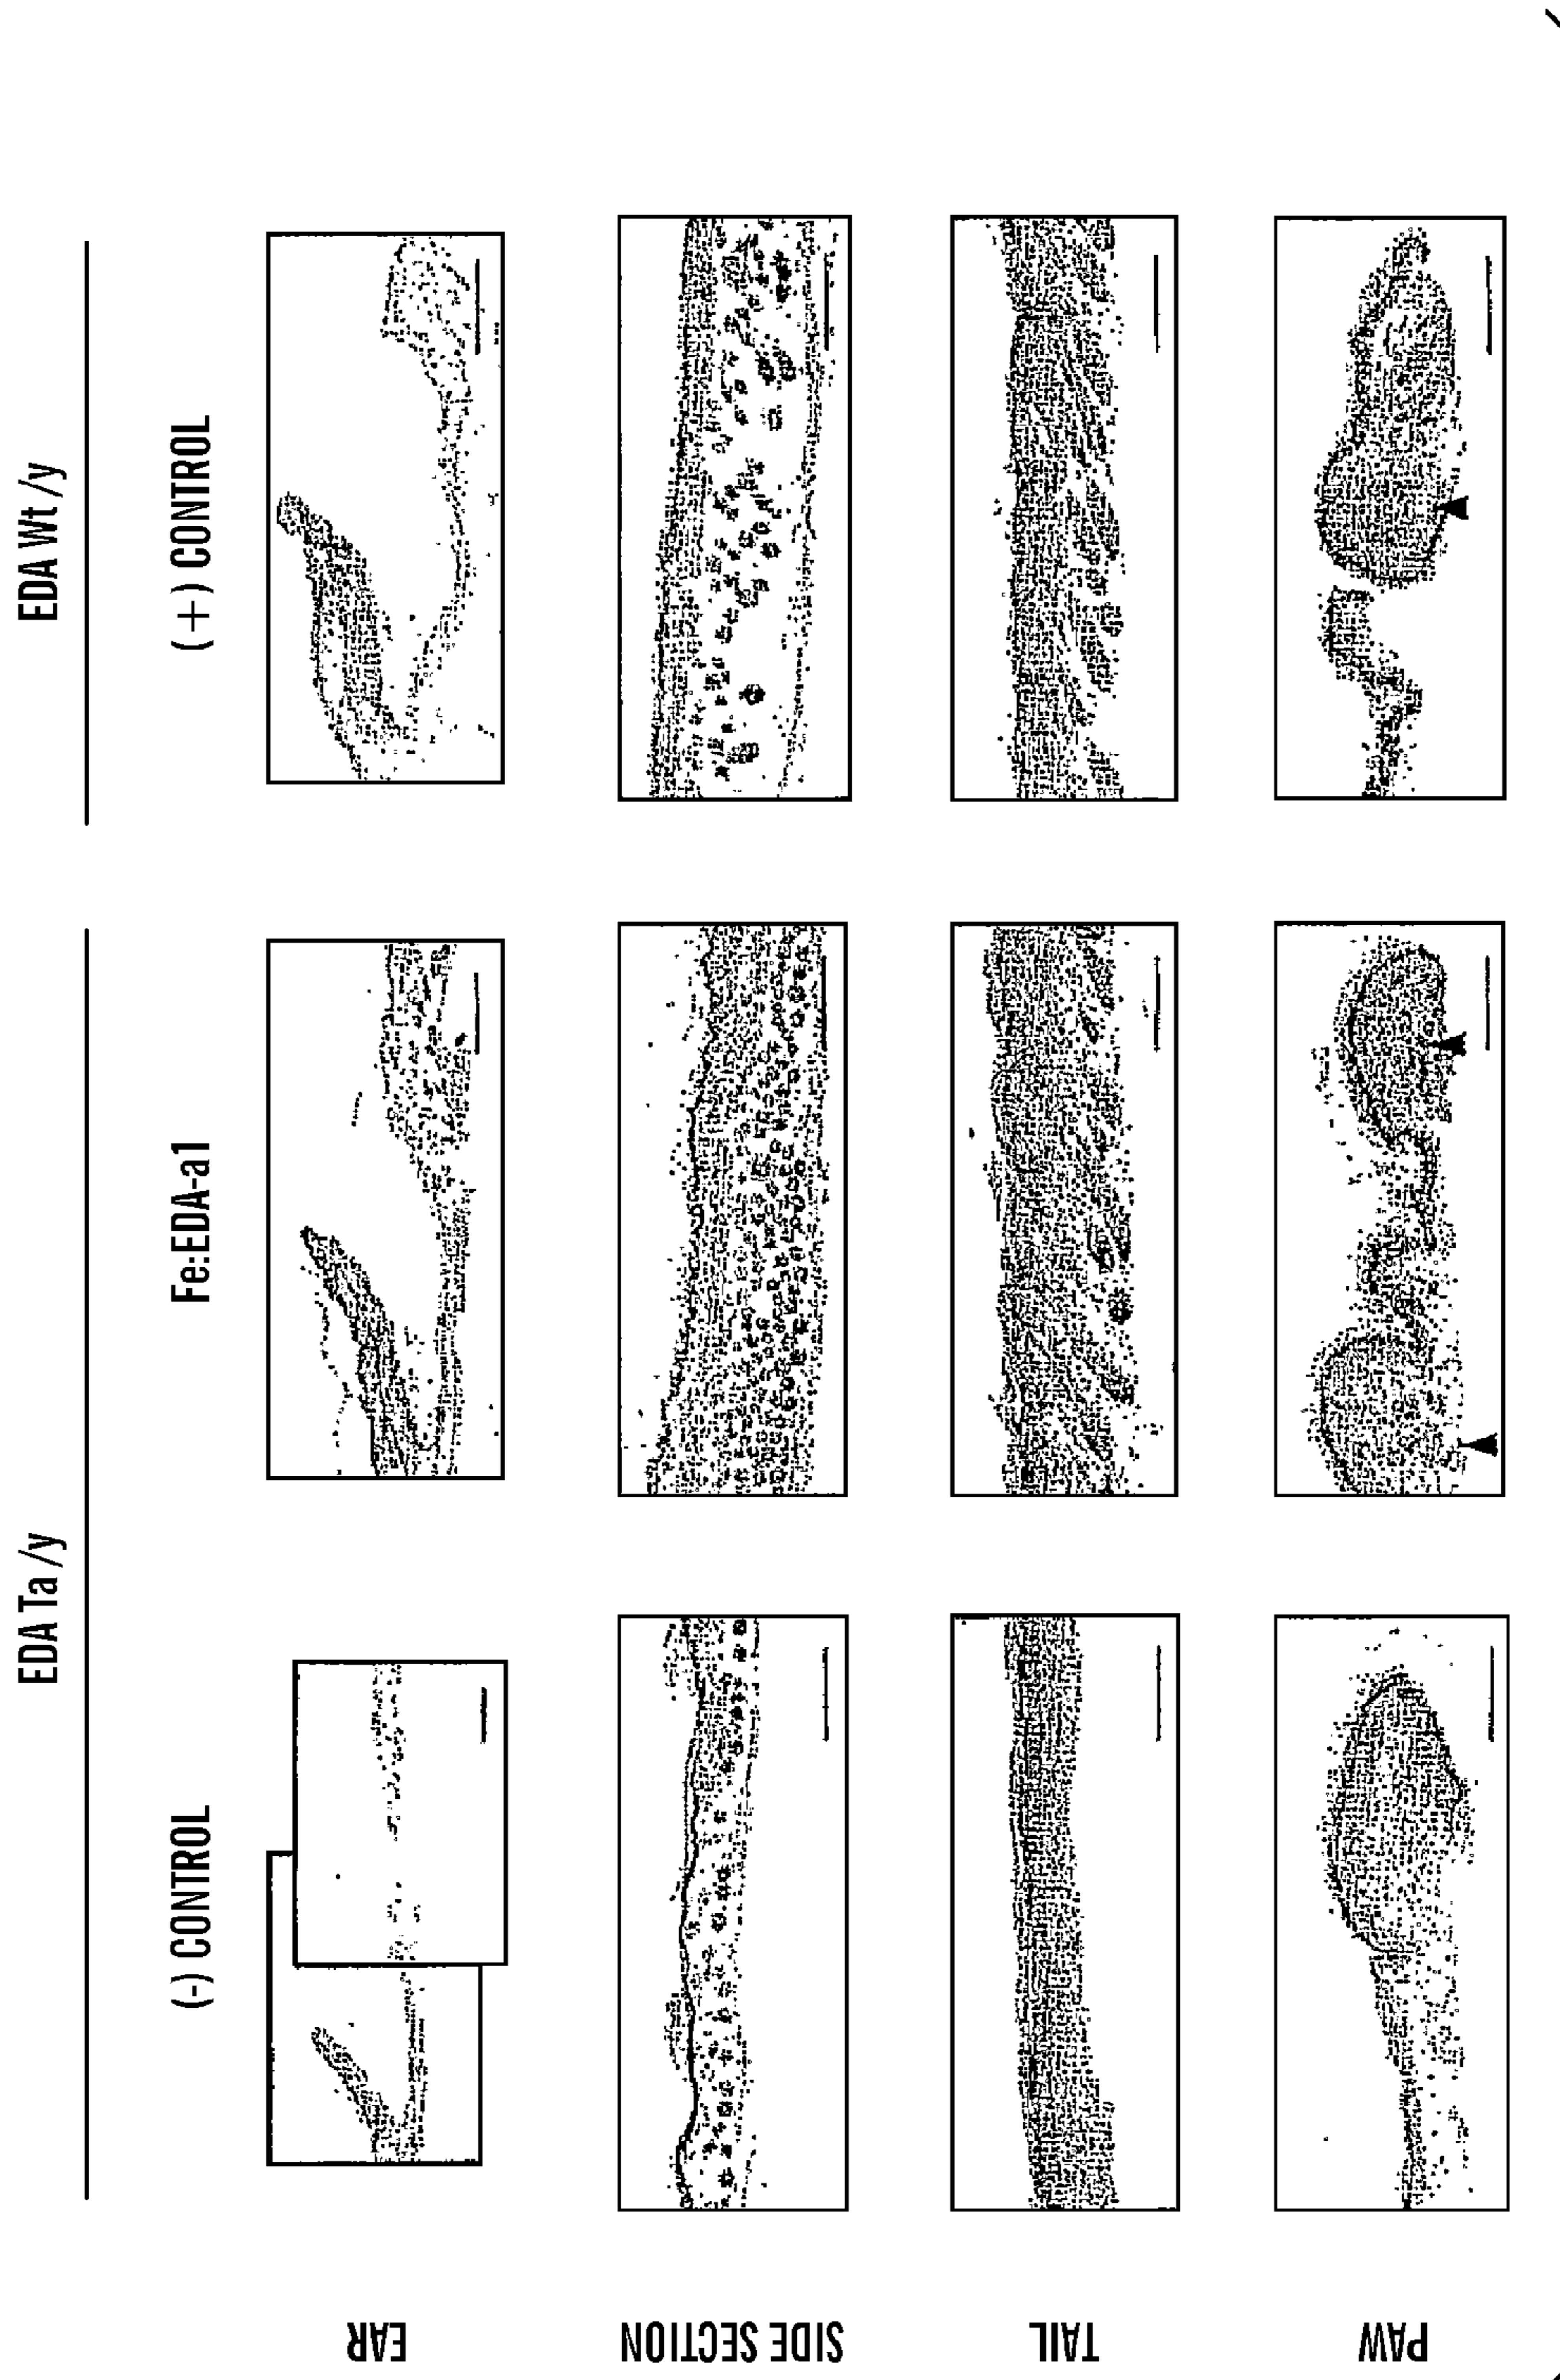 EDA Ta /y
EDA Wt /y
(-) CONTROL
Fe:EDA-a1
(+) CONTROL
EAR
SIDE SECTION
TAIL
PAW